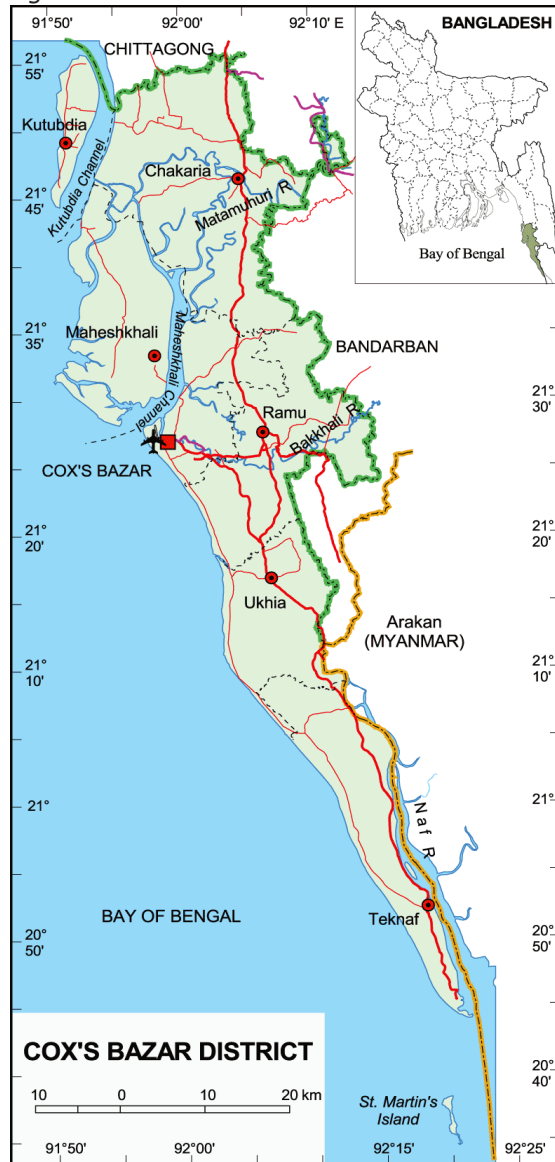 91°50'
92°00'
92°10' E
BANGLADESH
Bay of Bengal
CHITTAGONG
21°
55'
Kutubdia
Kutubdia Channel
Chakaria
Matamuhuri R
21°
45'
21°
35'
Maheshkhali
Maheshkhali Channel
BANDARBAN
21°
30'
Ramu
Bakkhali R
COX'S BAZAR
21°
20'
21°
20'
Ukhia
Arakan
(MYANMAR)
21°
10'
21°
10'
21°
21°
Naf R
BAY OF BENGAL
Teknaf
20°
50'
20°
50'
COX'S BAZAR DISTRICT
10 0 10 20 km
20°
40'
St. Martin's
Island
91°50'
92°00'
92°15'
92°25'